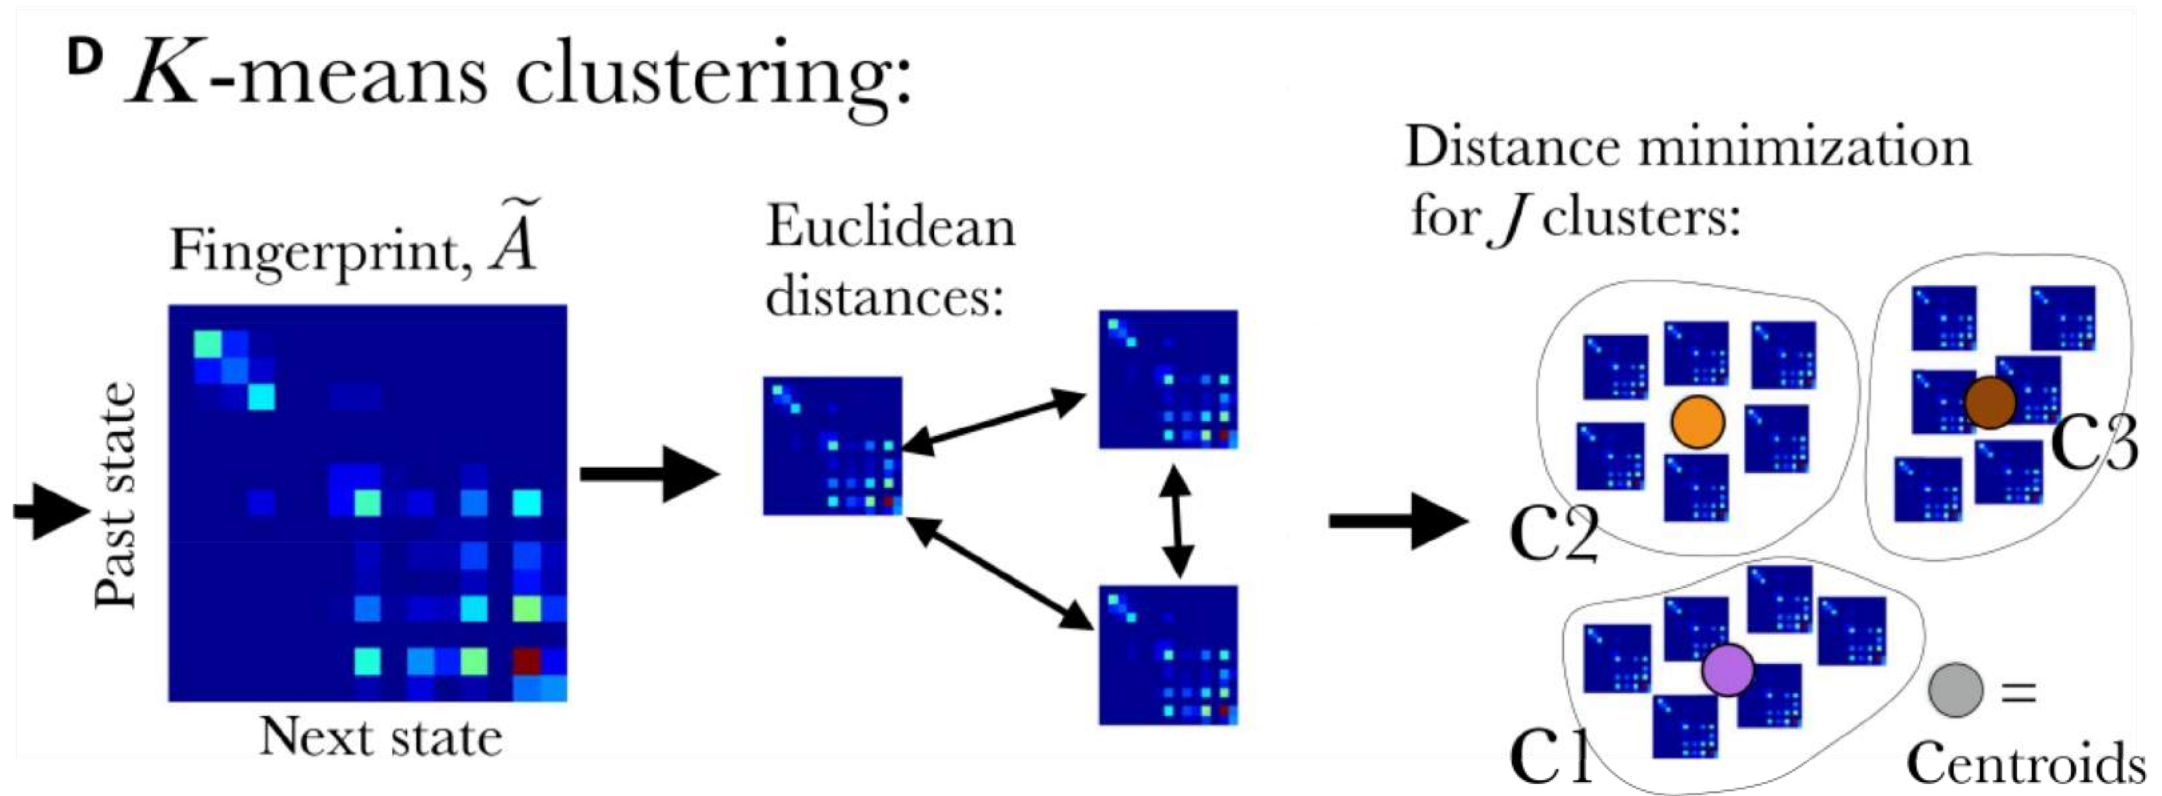 D K-means clustering:
Fingerprint, Ã
Past state
Next state
Euclidean
distances:
Distance minimization
for J clusters:
C2
C3
C1
=
Centroids